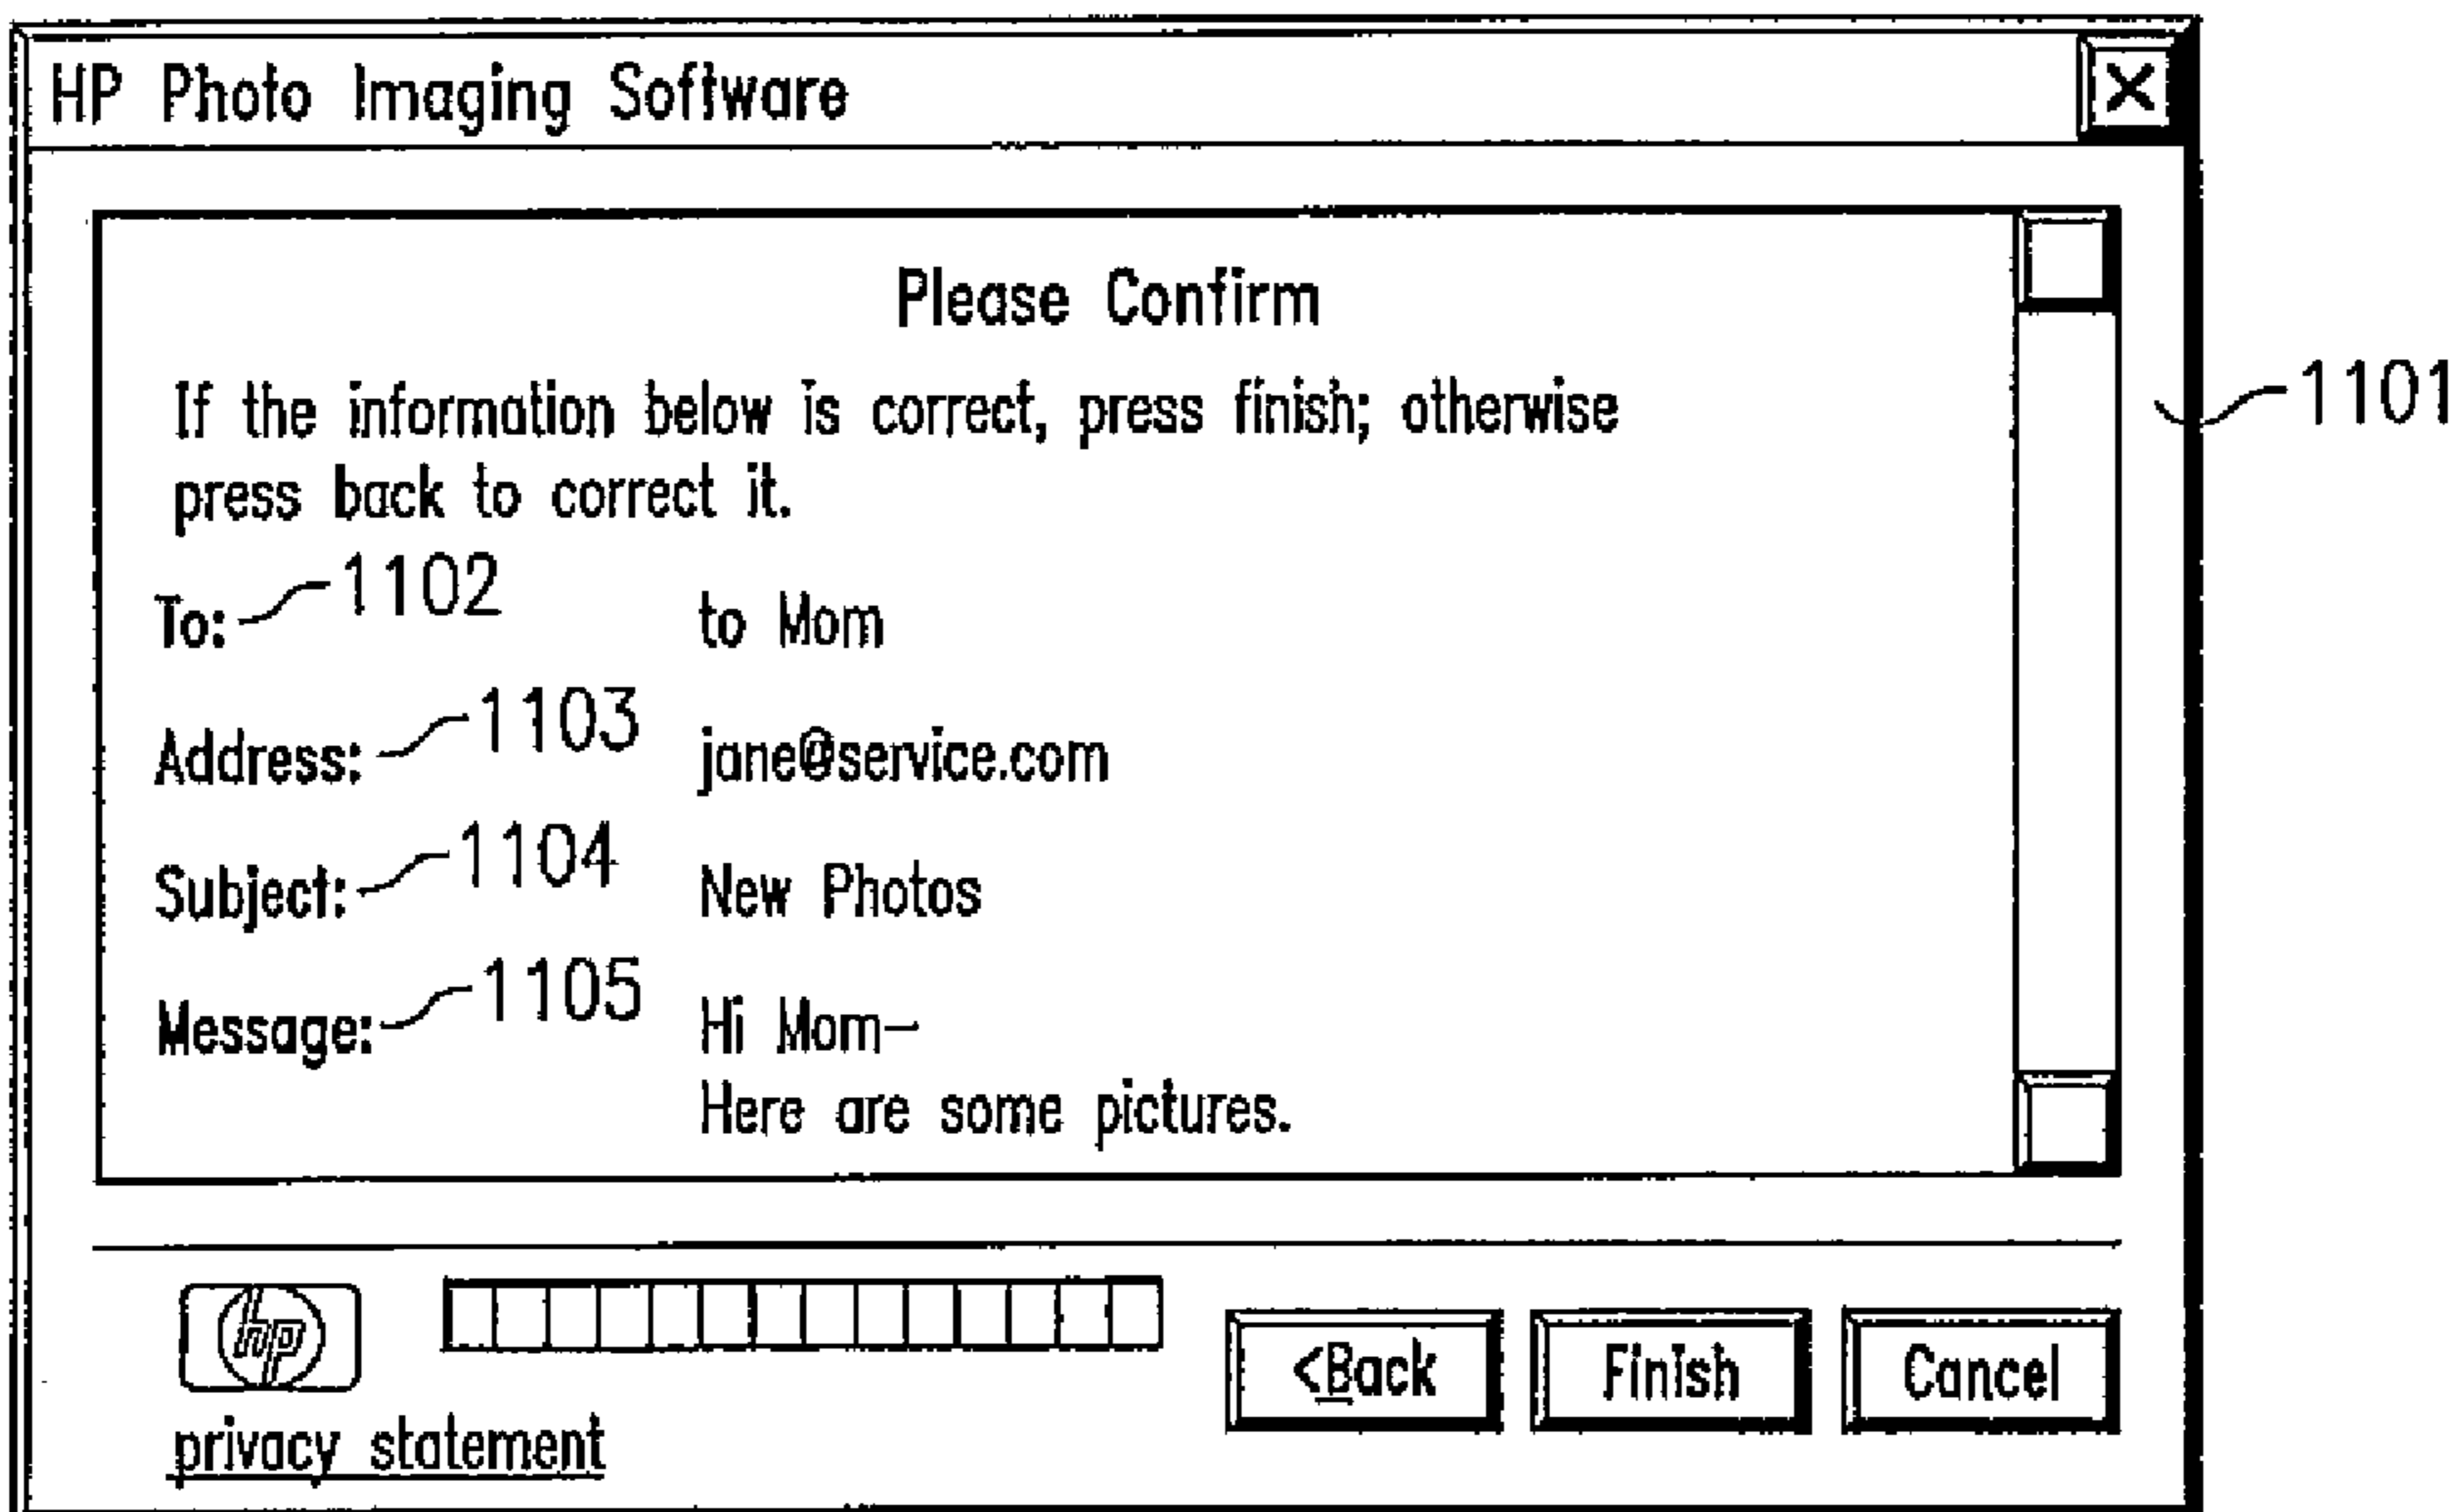 HP Photo Imaging Software
Please Confirm
If the information below is correct, press finish; otherwise
press back to correct it.
1101
To: 1102 to Mom
Address: 1103 jane@service.com
Subject: 1104 New Photos
Message: 1105 Hi Mom–
Here are some pictures.
hp
<Back Finish Cancel
privacy statement